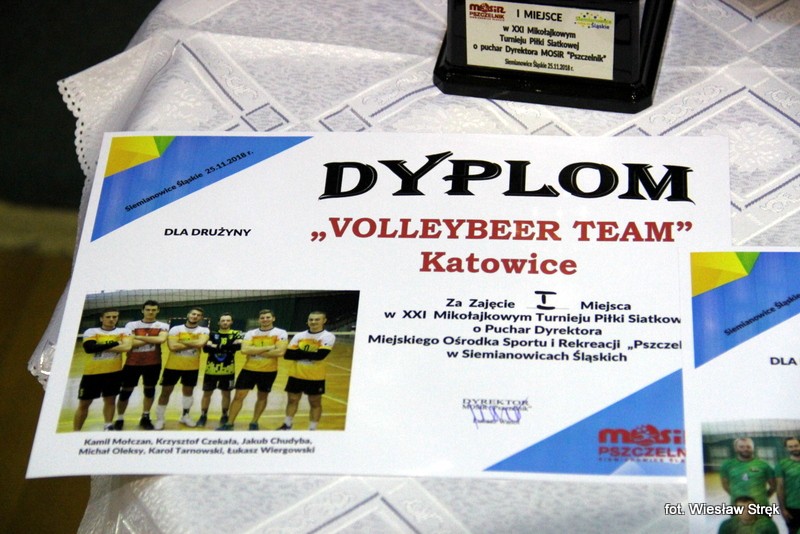 MOSiR
PSZCZELNIK
I MIEJSCE
w XXI Mikołajkowym
Turnieju Piłki Siatkowej
o puchar Dyrektora MOSiR "Pszczelnik"
Siemianowice Śląskie 25.11.2018 r.
Siemianowice Śląskie 25.11.2018 r.
DYPLOM
DLA DRUŻYNY
„VOLLEYBEER TEAM”
Katowice
Za Zajęcie I Miejsca
w XXI Mikołajkowym Turnieju Piłki Siatkow
o Puchar Dyrektora
Miejskiego Ośrodka Sportu i Rekreacji „Pszczel
w Siemianowicach Śląskich
DYREKTOR
Kamil Mołczan, Krzysztof Czekała, Jakub Chudyba,
Michał Oleksy, Karol Tarnowski, Łukasz Wiergowski
MOSiR
PSZCZELNIK
Siemianowice Śląskie
DLA
fot. Wiesław Stręk